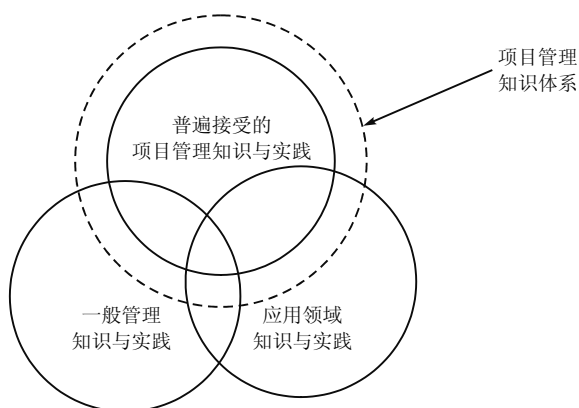 项目管理
知识体系
普遍接受的
项目管理知识与实践
一般管理
知识与实践
应用领域
知识与实践